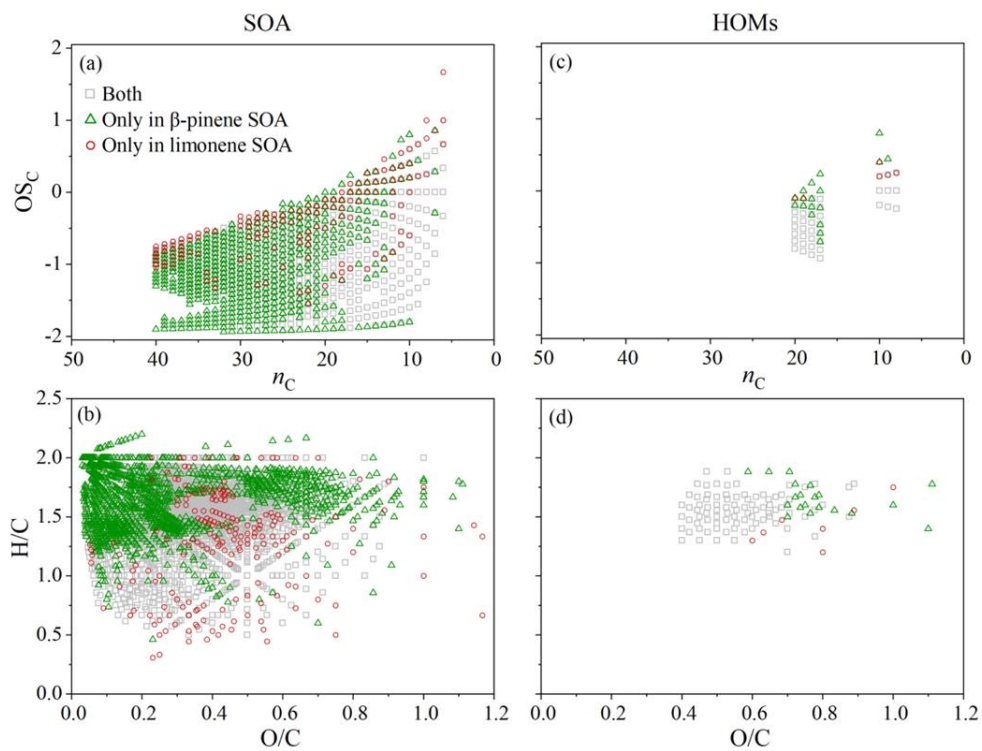 SOA
HOMs
(a)
Both
Only in β-pinene SOA
Only in limonene SOA
2
1
0
-1
-2
OSC
50 40 30 20 10 0
nC
(c)
50 40 30 20 10 0
nC
(b)
2.5
2.0
1.5
1.0
0.5
0.0
H/C
0.0 0.2 0.4 0.6 0.8 1.0 1.2
O/C
(d)
0.0 0.2 0.4 0.6 0.8 1.0 1.2
O/C